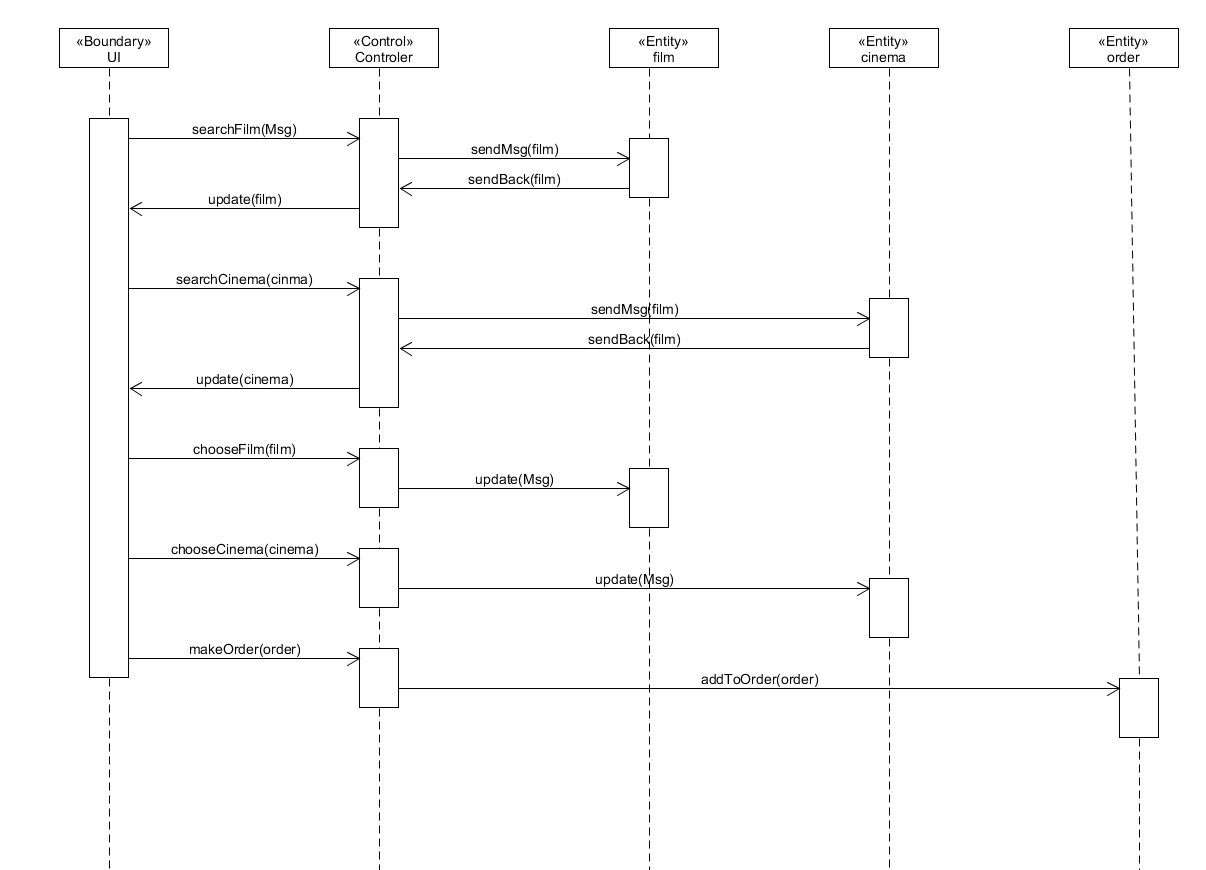 «Boundary»
UI
«Control»
Controler
«Entity»
film
«Entity»
cinema
«Entity»
order
searchFilm(Msg)
sendMsg(film)
sendBack(film)
update(film)
searchCinema(cinma)
sendMsg(film)
sendBack(film)
update(cinema)
chooseFilm(film)
update(Msg)
chooseCinema(cinema)
update(Msg)
makeOrder(order)
addToOrder(order)